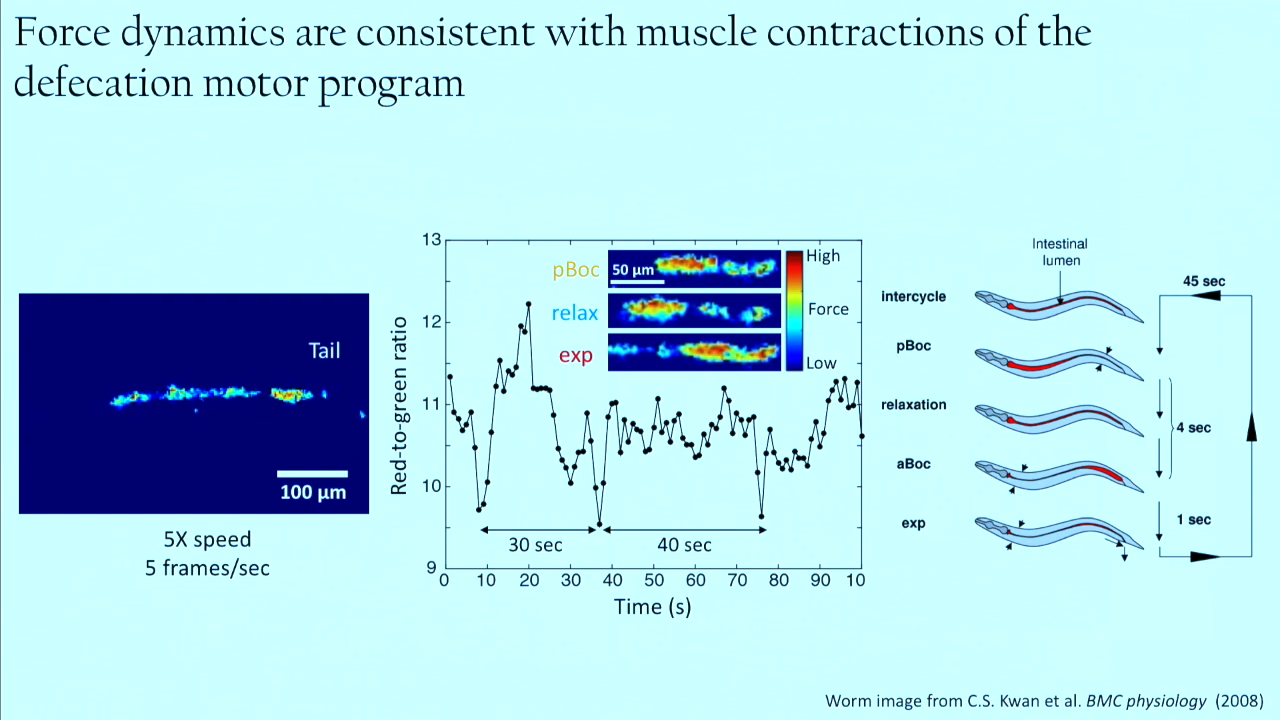 Force dynamics are consistent with muscle contractions of the
defecation motor program
Tail
100 μm
5X speed
5 frames/sec
Red-to-green ratio
13
12
11
10
9
0 10 20 30 40 50 60 70 80 90 10
Time (s)
pBoc
relax
exp
50 μm
High
Force
Low
30 sec
40 sec
Intestinal
lumen
intercycle
pBoc
relaxation
aBoc
exp
45 sec
4 sec
1 sec
Worm image from C.S. Kwan et al. BMC physiology (2008)